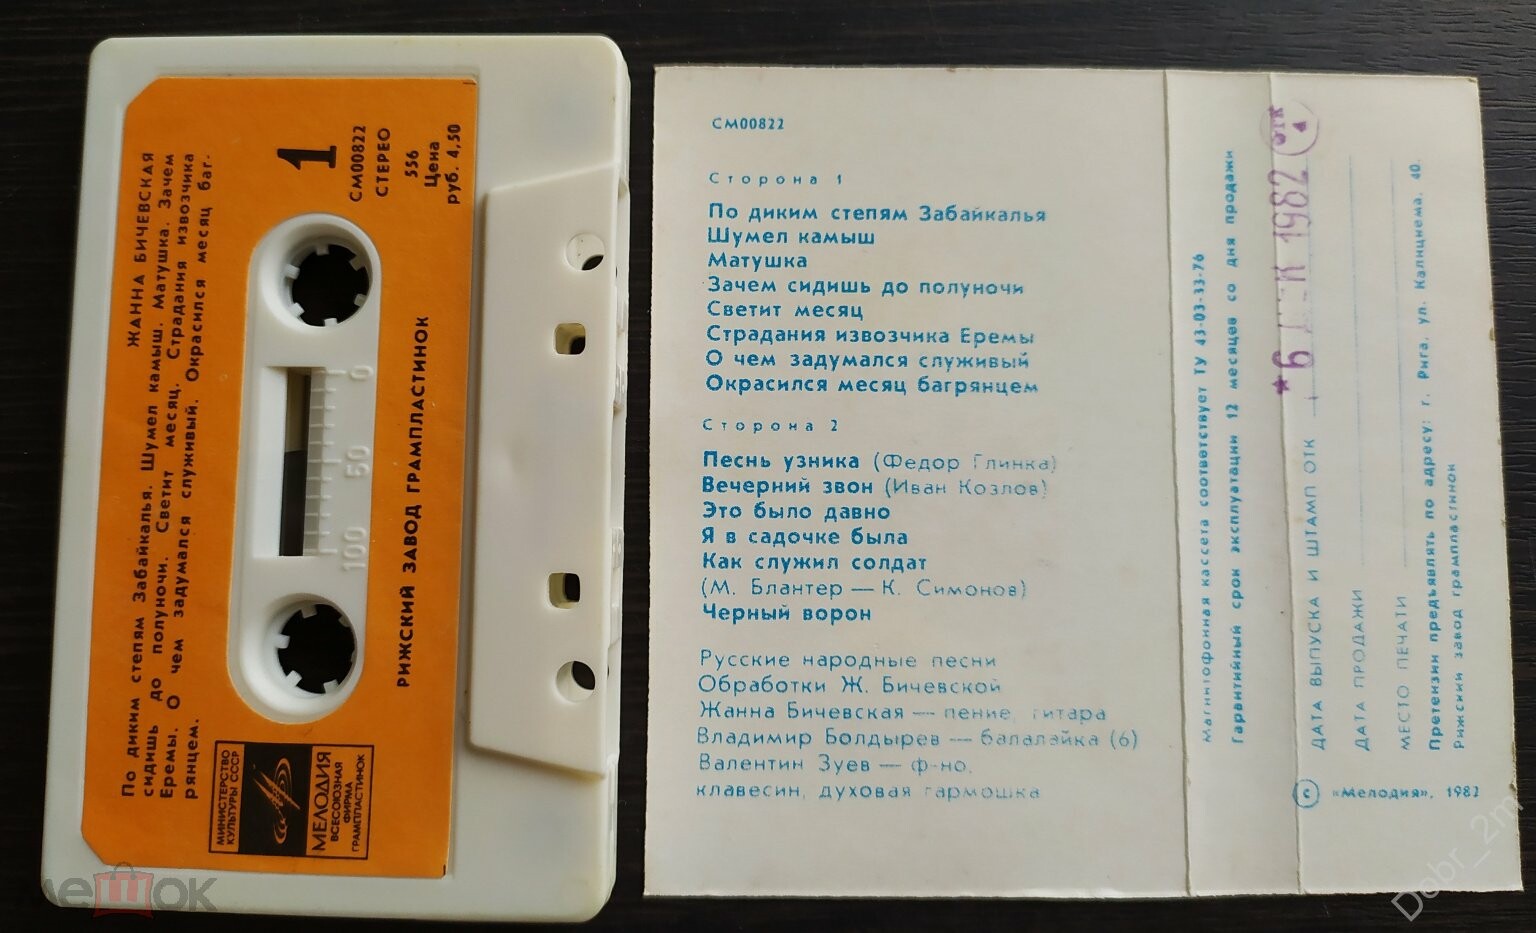 ЖАННА БИЧЕВСКАЯ
По диким степям Забайкалья. Шумел камыш. Матушка. Зачем
сидишь до полуночи. Светит месяц. Страдания извозчика
Еремы. О чем задумался служивый. Окрасился месяц баг-
рянцем.
1
СМ00822
СТЕРЕО
556
Цена
руб. 4,50
100 50 0
РИЖСКИЙ ЗАВОД ГРАМПЛАСТИНОК
МИНИСТЕРСТВО
КУЛЬТУРЫ СССР
МЕЛОДИЯ
ВСЕСОЮЗНАЯ
ФИРМА
ГРАМПЛАСТИНОК
СМ00822
Сторона 1
По диким степям Забайкалья
Шумел камыш
Матушка
Зачем сидишь до полуночи
Светит месяц
Страдания извозчика Еремы
О чем задумался служивый
Окрасился месяц багрянцем
Сторона 2
Песнь узника (Федор Глинка)
Вечерний звон (Иван Козлов)
Это было давно
Я в садочке была
Как служил солдат
(М. Блантер — К. Симонов)
Черный ворон
Русские народные песни
Обработки Ж. Бичевской
Жанна Бичевская — пение, гитара
Владимир Болдырев — балалайка (6)
Валентин Зуев — ф-но,
клавесин, духовая гармошка
Магнитофонная кассета соответствует ТУ 43-03-33-76
Гарантийный срок эксплуатации 12 месяцев со дня продажи
*6 1982
ОТК
ДАТА ВЫПУСКА И ШТАМП ОТК
ДАТА ПРОДАЖИ
МЕСТО ПЕЧАТИ
Претензии предъявлять по адресу: г. Рига, ул. Калнциема, 40.
Рижский завод грампластинок
© «Мелодия», 1982
мешок
Dobr_2m